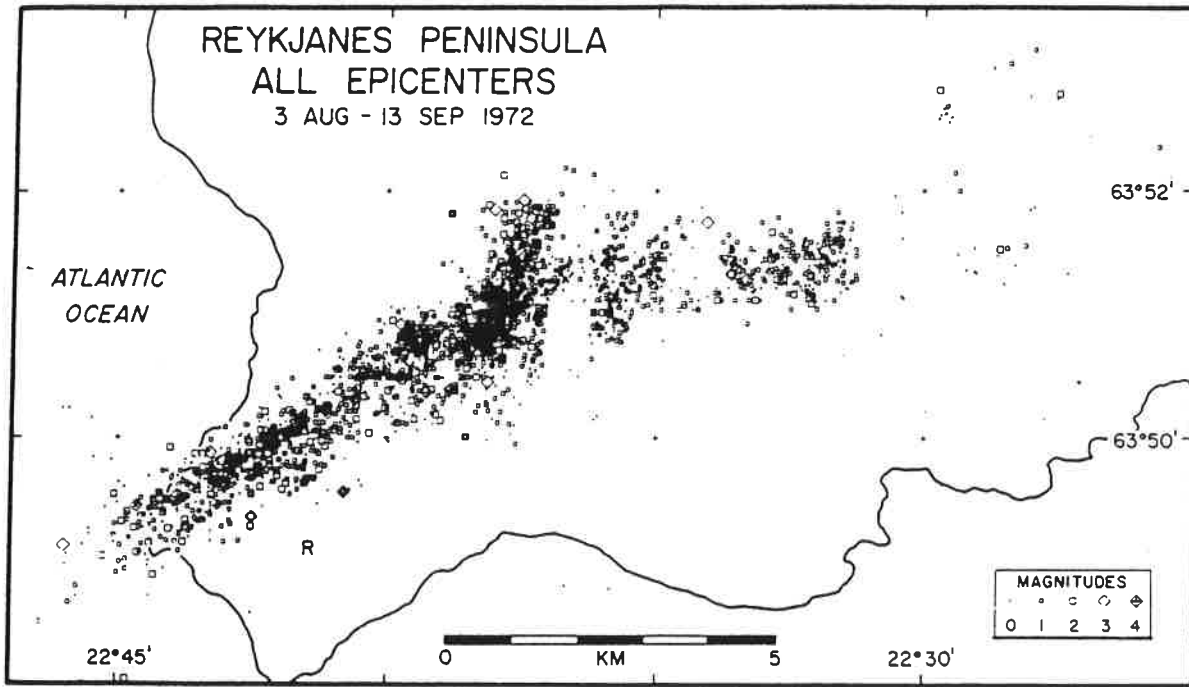 REYKJANES PENINSULA
ALL EPICENTERS
3 AUG - 13 SEP 1972
63°52'
ATLANTIC
OCEAN
63°50'
R
MAGNITUDES
0 1 2 3 4
22°45'
0 KM 5
22°30'